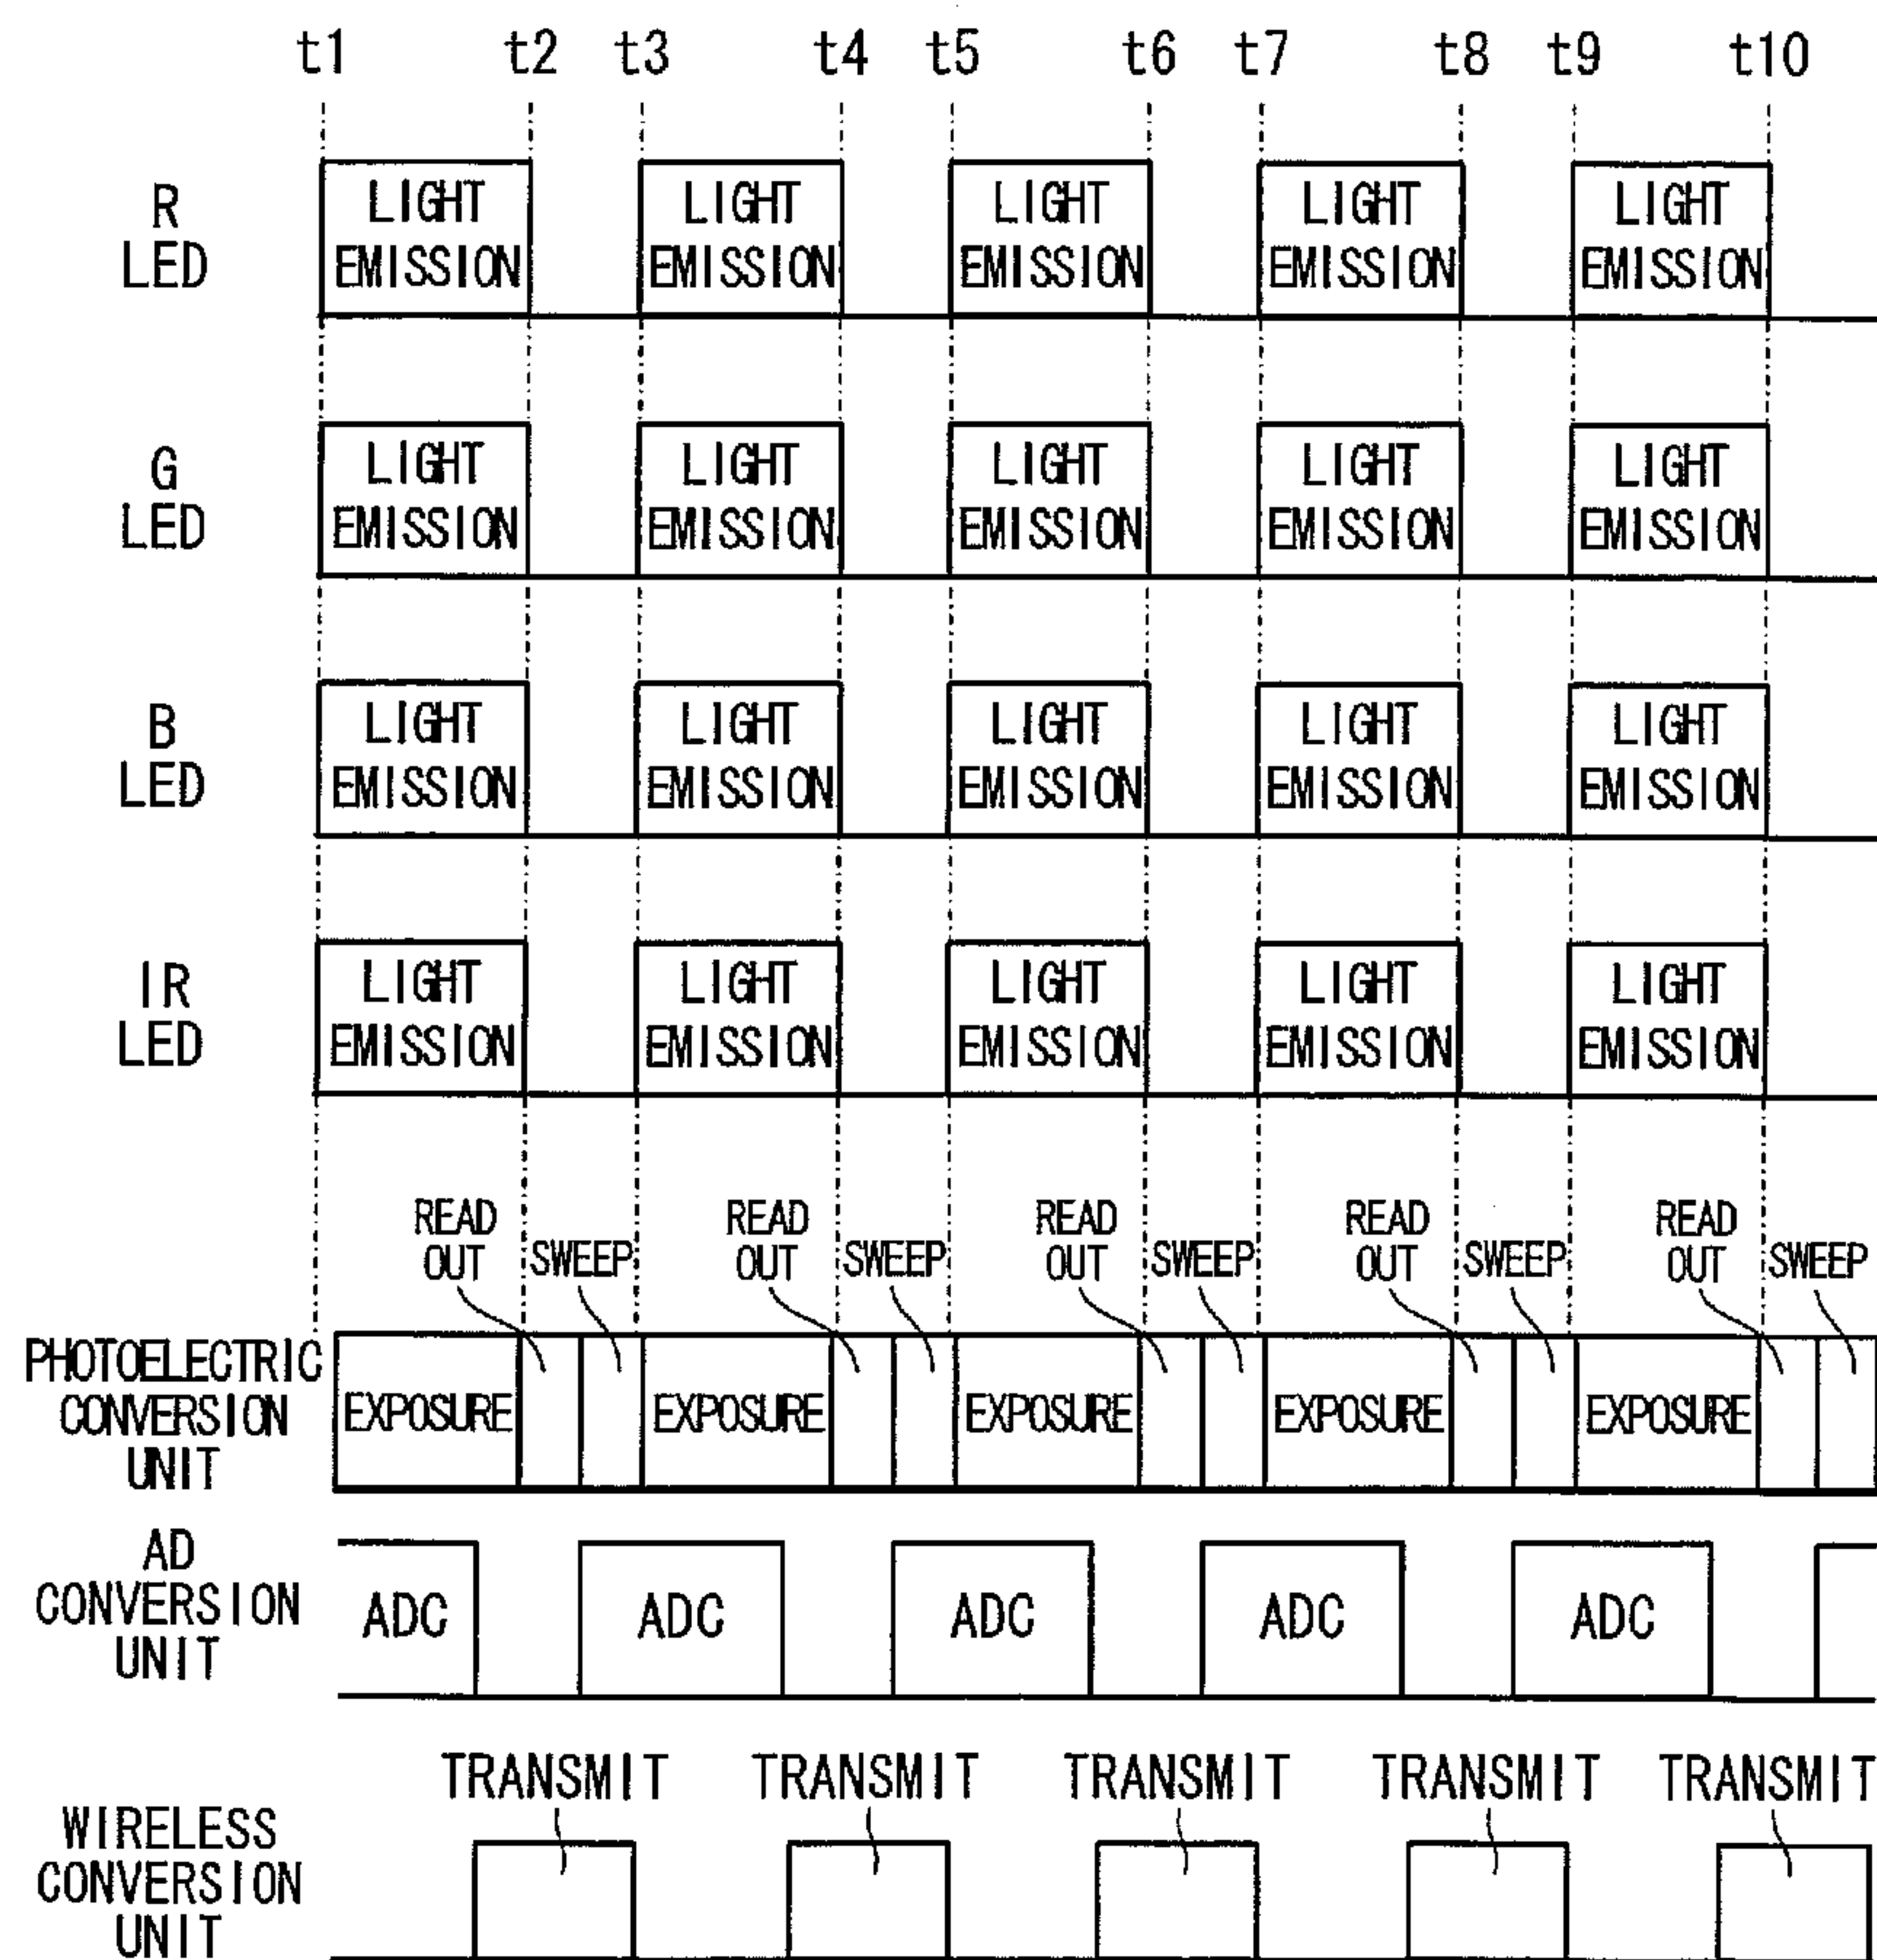 t1 t2 t3 t4 t5 t6 t7 t8 t9 t10
R
LED
LIGHT EMISSION
LIGHT EMISSION
LIGHT EMISSION
LIGHT EMISSION
LIGHT EMISSION
G
LED
LIGHT EMISSION
LIGHT EMISSION
LIGHT EMISSION
LIGHT EMISSION
LIGHT EMISSION
B
LED
LIGHT EMISSION
LIGHT EMISSION
LIGHT EMISSION
LIGHT EMISSION
LIGHT EMISSION
IR
LED
LIGHT EMISSION
LIGHT EMISSION
LIGHT EMISSION
LIGHT EMISSION
LIGHT EMISSION
READ OUT
SWEEP
READ OUT
SWEEP
READ OUT
SWEEP
READ OUT
SWEEP
READ OUT
SWEEP
PHOTOELECTRIC
CONVERSION
UNIT
EXPOSURE EXPOSURE EXPOSURE EXPOSURE EXPOSURE
AD
CONVERSION
UNIT
ADC ADC ADC ADC ADC
TRANSMIT TRANSMIT TRANSMIT TRANSMIT TRANSMIT
WIRELESS
CONVERSION
UNIT